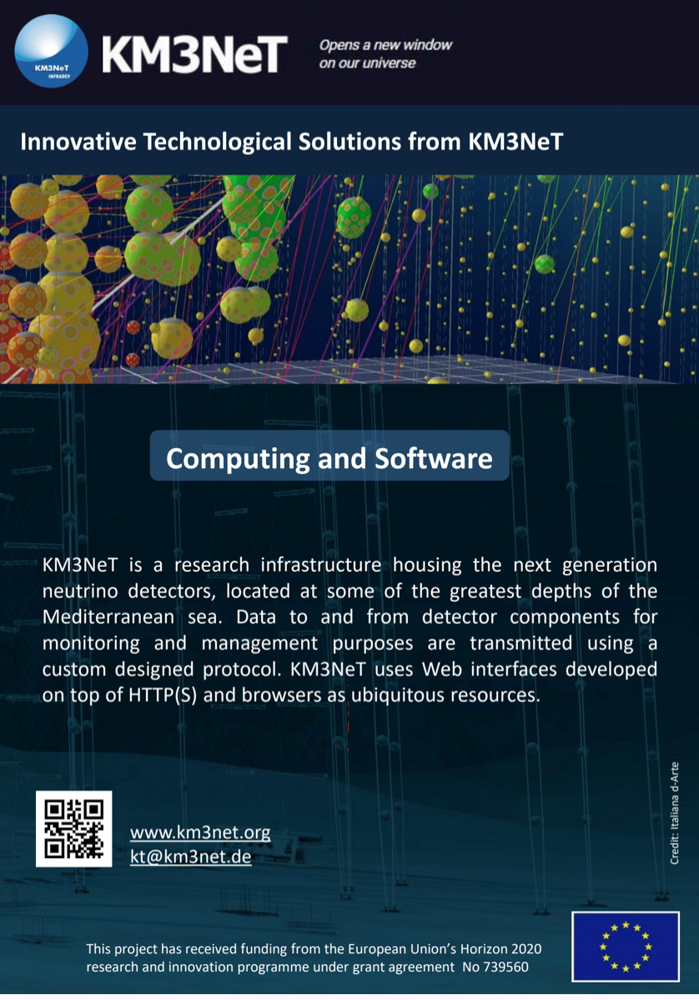 KM3NeT
INFRADEV
KM3NeT
Opens a new window
on our universe
Innovative Technological Solutions from KM3NeT
Computing and Software
KM3NeT is a research infrastructure housing the next generation
neutrino detectors, located at some of the greatest depths of the
Mediterranean sea. Data to and from detector components for
monitoring and management purposes are transmitted using a
custom designed protocol. KM3NeT uses Web interfaces developed
on top of HTTP(S) and browsers as ubiquitous resources.
Credit: Italiana d-Arte
www.km3net.org
kt@km3net.de
This project has received funding from the European Union’s Horizon 2020
research and innovation programme under grant agreement  No 739560